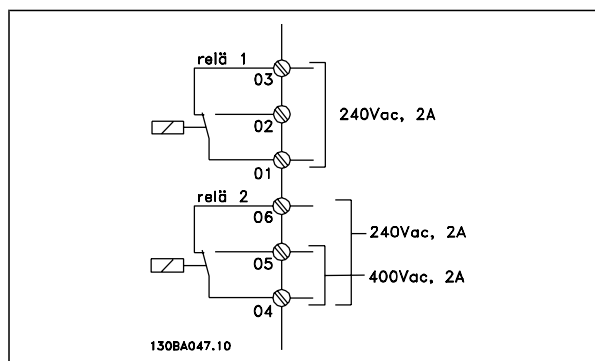 relä 1
03
02
240Vac, 2A
01
relä 2
06
240Vac, 2A
05
400Vac, 2A
04
130BA047.10